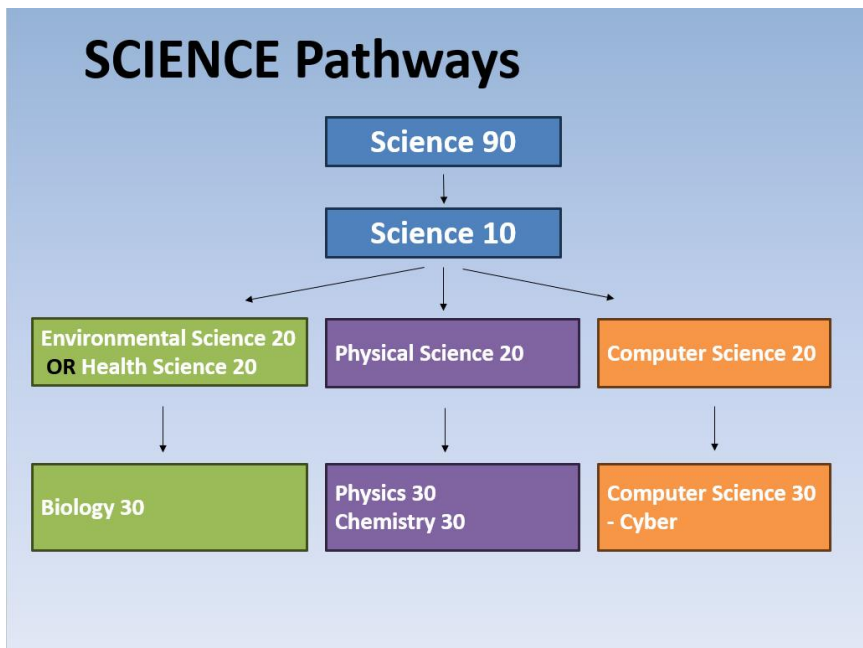 SCIENCE Pathways
Science 90
Science 10
Environmental Science 20
OR Health Science 20
Physical Science 20
Computer Science 20
Biology 30
Physics 30
Chemistry 30
Computer Science 30
- Cyber